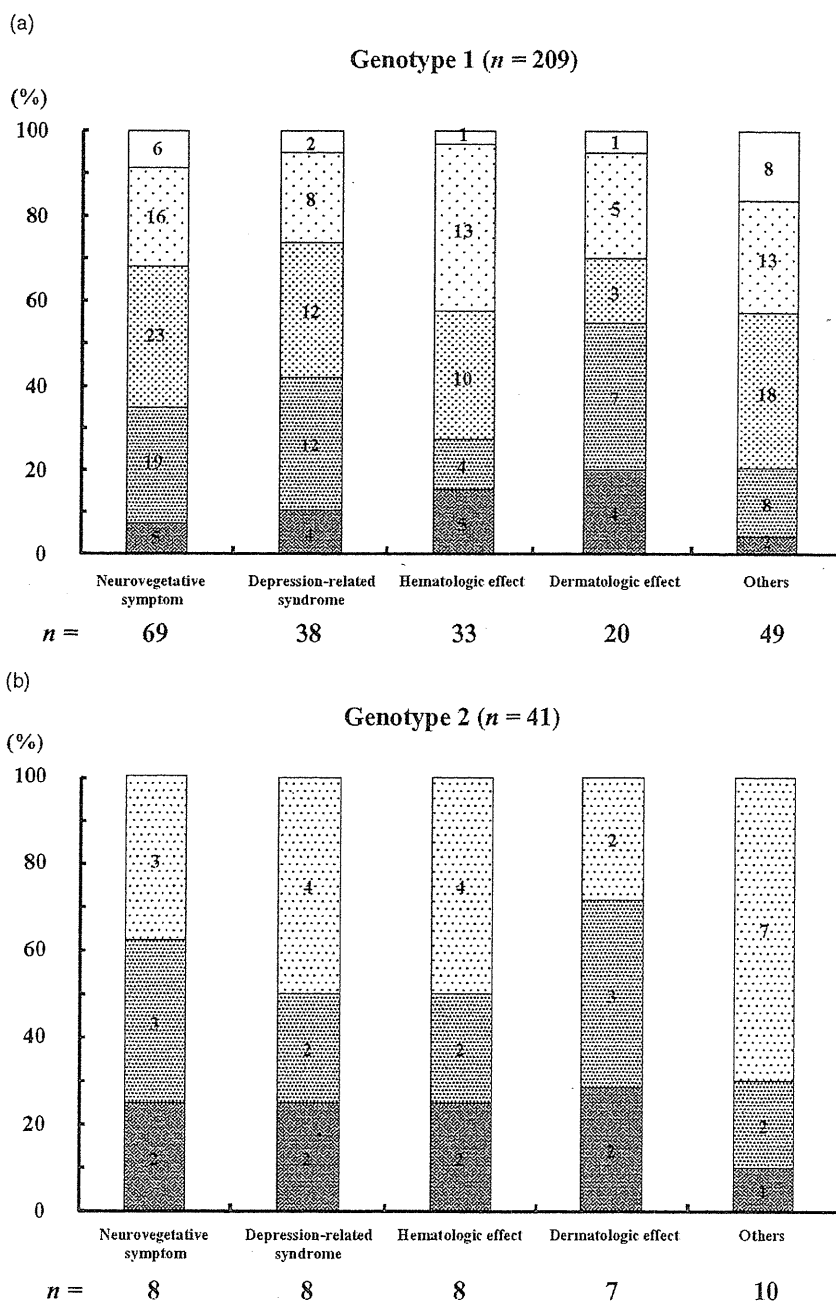 (a)
Genotype 1 (n = 209)
(%)
100
80
60
40
20
0
6
16
23
19
5
2
8
12
12
4
1
13
10
4
5
1
5
3
7
4
8
13
18
8
2
Neurovegetative
symptom
Depression-related
syndrome
Hematologic effect
Dermatologic effect
Others
n = 69 38 33 20 49
(b)
Genotype 2 (n = 41)
(%)
100
80
60
40
20
0
3
3
2
4
2
2
4
2
2
2
3
2
7
2
1
Neurovegetative
symptom
Depression-related
syndrome
Hematologic effect
Dermatologic effect
Others
n = 8 8 8 7 10